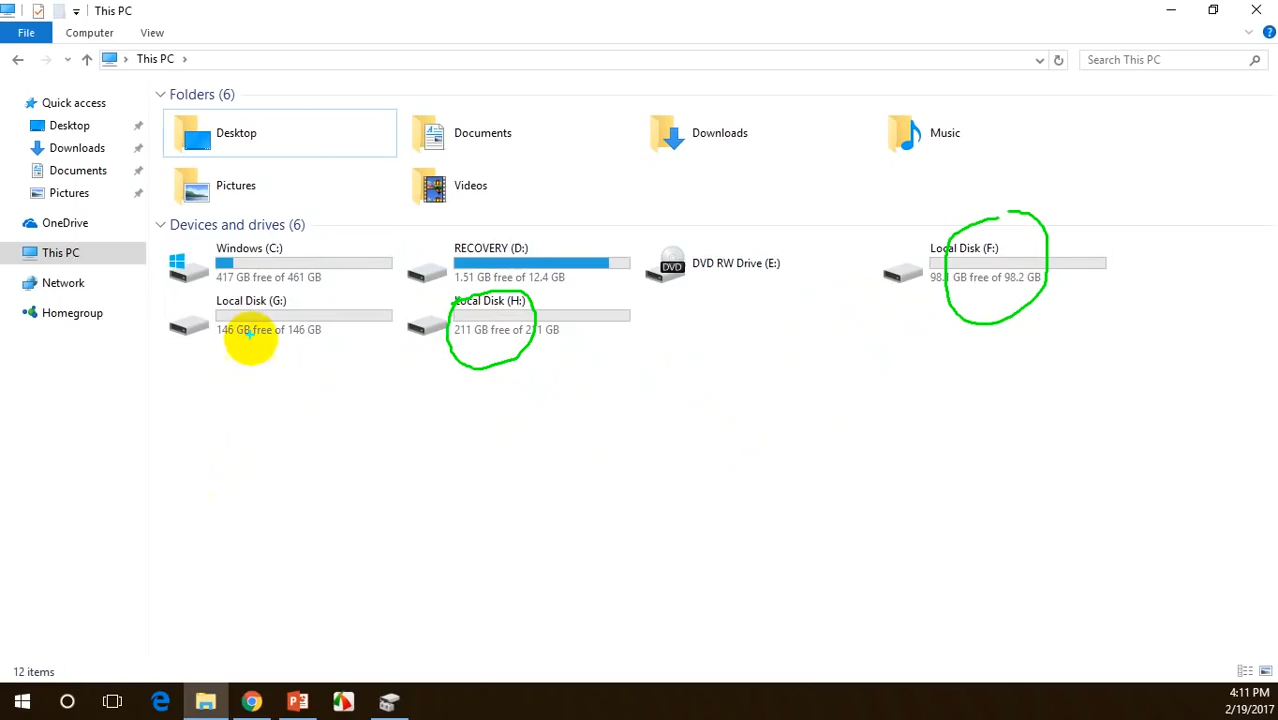 This PC
File
Computer
View
This PC
Search This PC
Quick access
Desktop
Downloads
Documents
Pictures
OneDrive
This PC
Network
Homegroup
Folders (6)
Desktop
Documents
Downloads
Music
Pictures
Videos
Devices and drives (6)
Windows (C:)
417 GB free of 461 GB
RECOVERY (D:)
1.51 GB free of 12.4 GB
DVD RW Drive (E:)
DVD
Local Disk (F:)
98.1 GB free of 98.2 GB
Local Disk (G:)
146 GB free of 146 GB
Local Disk (H:)
211 GB free of 211 GB
12 items
4:11 PM
2/19/2017